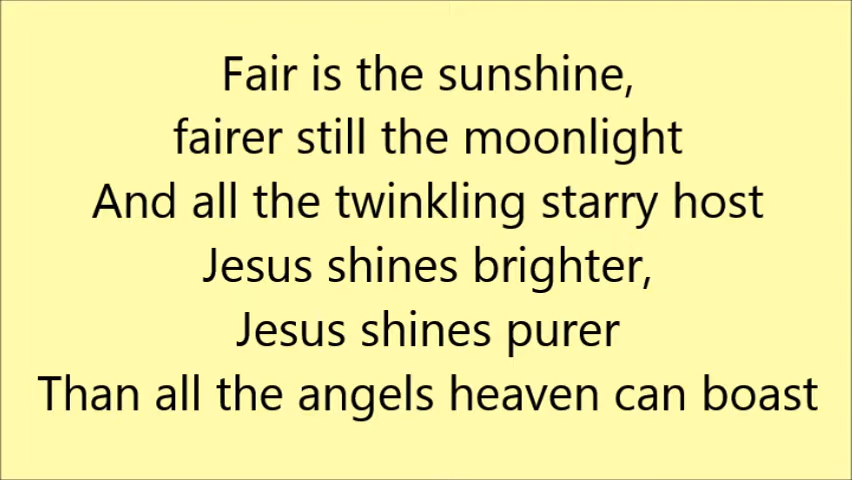 Fair is the sunshine,
fairer still the moonlight
And all the twinkling starry host
Jesus shines brighter,
Jesus shines purer
Than all the angels heaven can boast